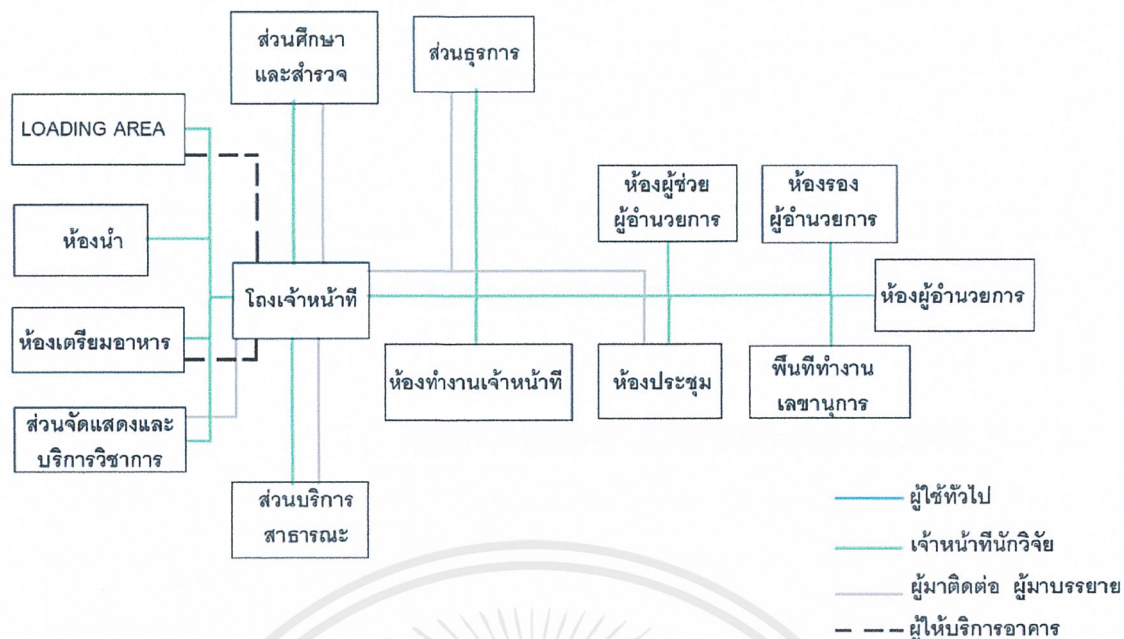 ส่วนศึกษา
และสำรวจ
ส่วนธุรการ
LOADING AREA
ห้องผู้ช่วย
ผู้อำนวยการ
ห้องรอง
ผู้อำนวยการ
ห้องน้ำ
โถงเจ้าหน้าที่
ห้องผู้อำนวยการ
ห้องเตรียมอาหาร
ห้องทำงานเจ้าหน้าที่
ห้องประชุม
พื้นที่ทำงาน
เลขานุการ
ส่วนจัดแสดงและ
บริการวิชาการ
ส่วนบริการ
สาธารณะ
ผู้ใช้ทั่วไป
เจ้าหน้าที่นักวิจัย
ผู้มาติดต่อ ผู้มาบรรยาย
ผู้ให้บริการอาคาร